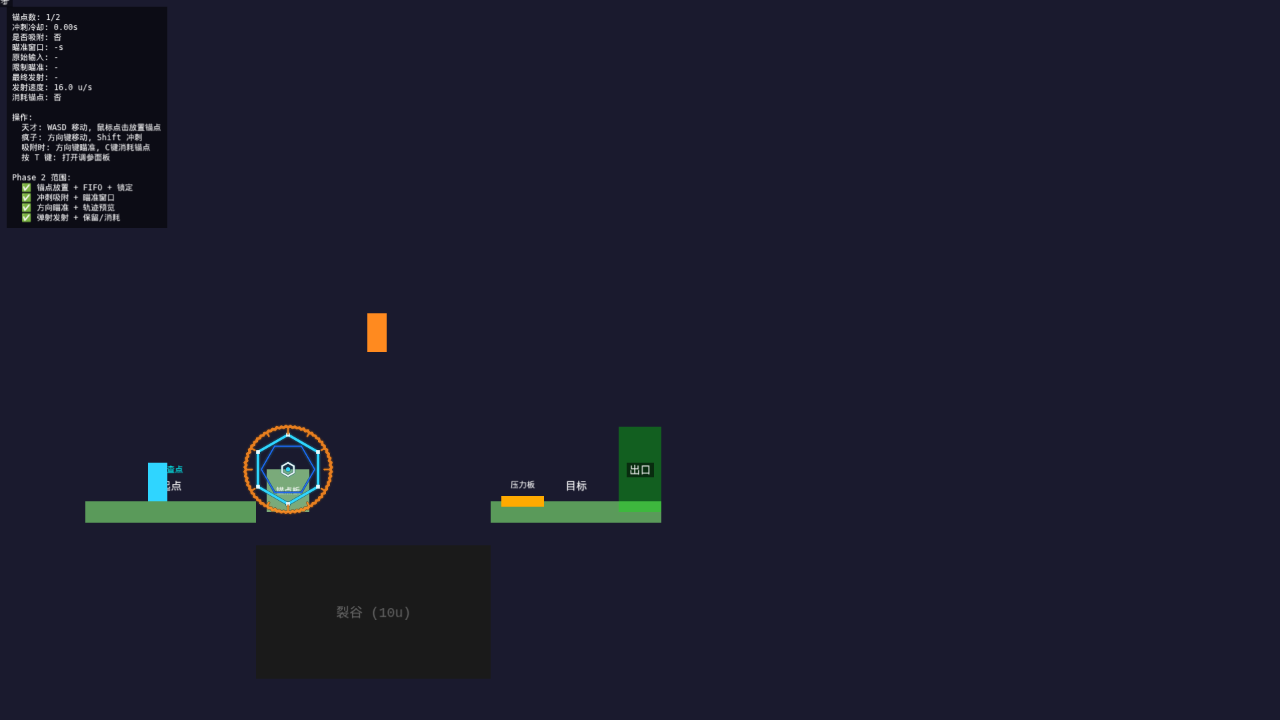 锚点数: 1/2
冲刺冷却: 0.00s
是否吸附: 否
瞄准窗口: -s
原始输入: -
限制瞄准: -
最终发射: -
发射速度: 16.0 u/s
消耗锚点: 否
操作:
天才: WASD 移动, 鼠标点击放置锚点
疯子: 方向键移动, Shift 冲刺
吸附时: 方向键瞄准, C键消耗锚点
按 T 键: 打开调参面板
Phase 2 范围:
✅ 锚点放置 + FIFO + 锁定
✅ 冲刺吸附 + 瞄准窗口
✅ 方向瞄准 + 轨迹预览
✅ 弹射发射 + 保留/消耗
查点
起点
压力板
目标
出口
裂谷 (10u)